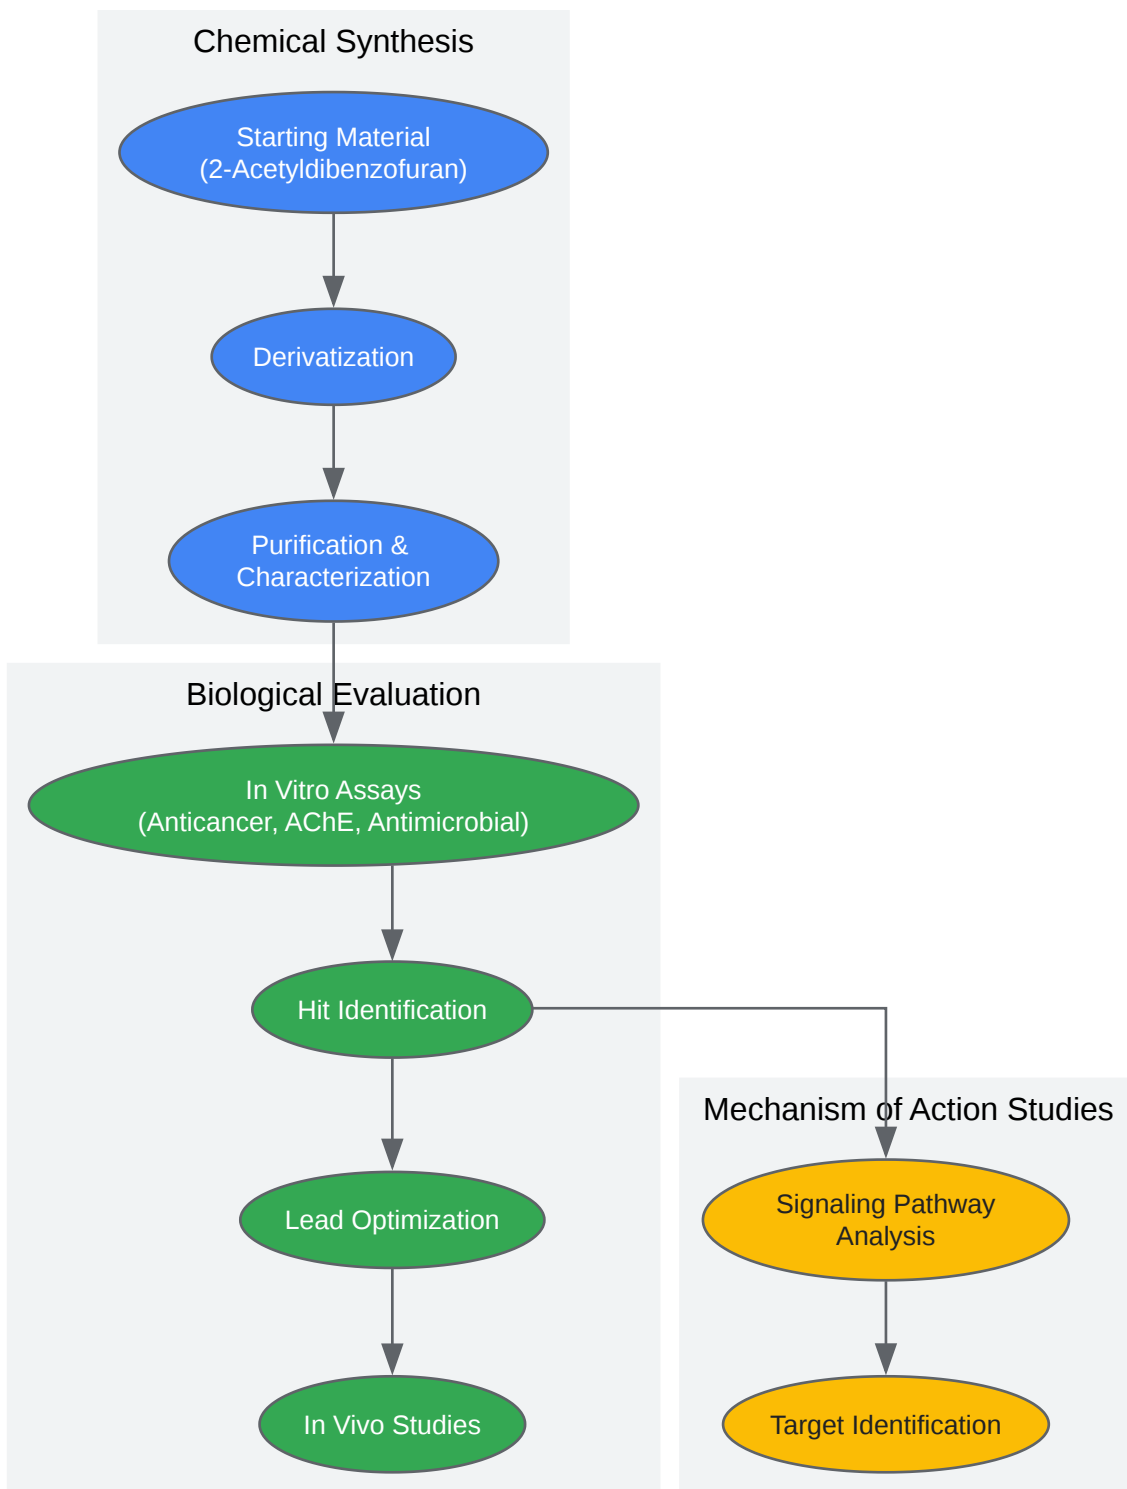 Chemical Synthesis
Starting Material
(2-Acetyldibenzofuran)
Derivatization
Purification &
Characterization
Biological Evaluation
In Vitro Assays
(Anticancer, AChE, Antimicrobial)
Hit Identification
Lead Optimization
In Vivo Studies
Mechanism of Action Studies
Signaling Pathway
Analysis
Target Identification